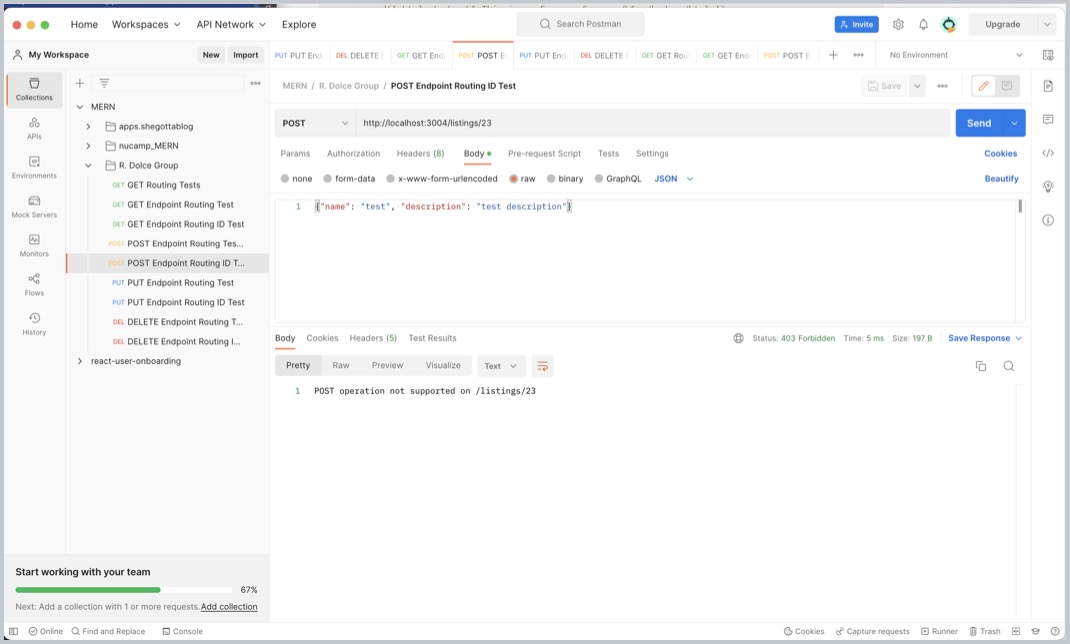 Home Workspaces API Network Explore Search Postman Invite Upgrade
My Workspace New Import PUT PUT End DEL DELETE GET GET End POST POST E PUT PUT End DEL DELETE GET GET Rou GET GET End POST POST E No Environment
Collections
APIs
Environments
Mock Servers
Monitors
Flows
History
MERN
apps.shegottablog
nucamp_MERN
R. Dolce Group
GET GET Routing Tests
GET GET Endpoint Routing Test
GET GET Endpoint Routing ID Test
POST POST Endpoint Routing Tes...
POST POST Endpoint Routing ID T...
PUT PUT Endpoint Routing Test
PUT PUT Endpoint Routing ID Test
DEL DELETE Endpoint Routing T...
DEL DELETE Endpoint Routing I...
react-user-onboarding
Start working with your team
67%
Next: Add a collection with 1 or more requests. Add collection
MERN / R. Dolce Group / POST Endpoint Routing ID Test Save
POST http://localhost:3004/listings/23 Send
Params Authorization Headers (8) Body Pre-request Script Tests Settings Cookies
none form-data x-www-form-urlencoded raw binary GraphQL JSON Beautify
1 {"name": "test", "description": "test description"}
Body Cookies Headers (5) Test Results Status: 403 Forbidden Time: 5 ms Size: 197 B Save Response
Pretty Raw Preview Visualize Text
1 POST operation not supported on /listings/23
Online Find and Replace Console Cookies Capture requests Runner Trash